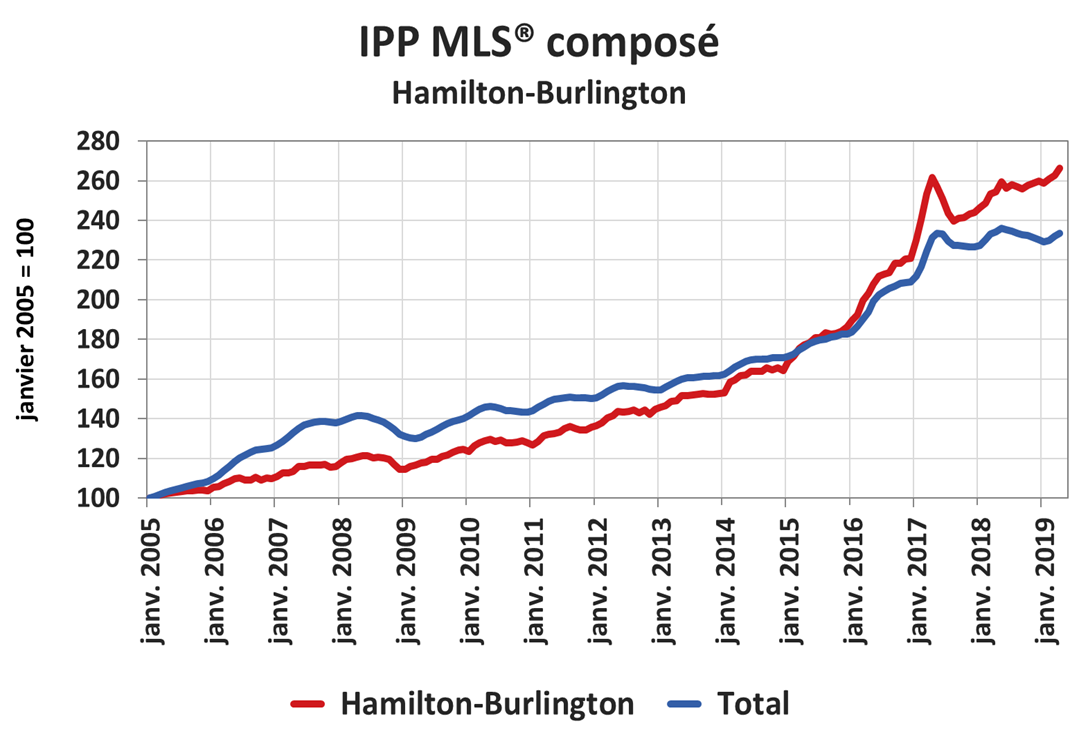 IPP MLS® composé
Hamilton-Burlington
janvier 2005 = 100
280
260
240
220
200
180
160
140
120
100
janv. 2005
janv. 2006
janv. 2007
janv. 2008
janv. 2009
janv. 2010
janv. 2011
janv. 2012
janv. 2013
janv. 2014
janv. 2015
janv. 2016
janv. 2017
janv. 2018
janv. 2019
Hamilton-Burlington
Total